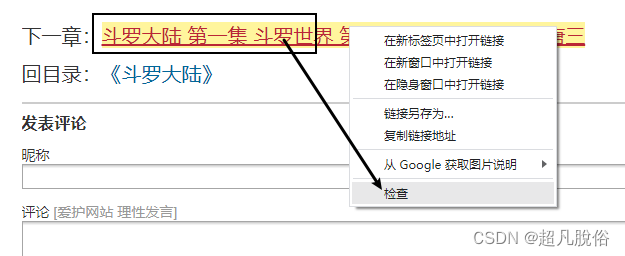 下一章：斗罗大陆 第一集 斗罗世界 第
唐三
回目录：《斗罗大陆》
发表评论
昵称
评论 [爱护网站 理性发言]
在新标签页中打开链接
在新窗口中打开链接
在隐身窗口中打开链接
链接另存为...
复制链接地址
从 Google 获取图片说明
检查
CSDN @超凡脫俗